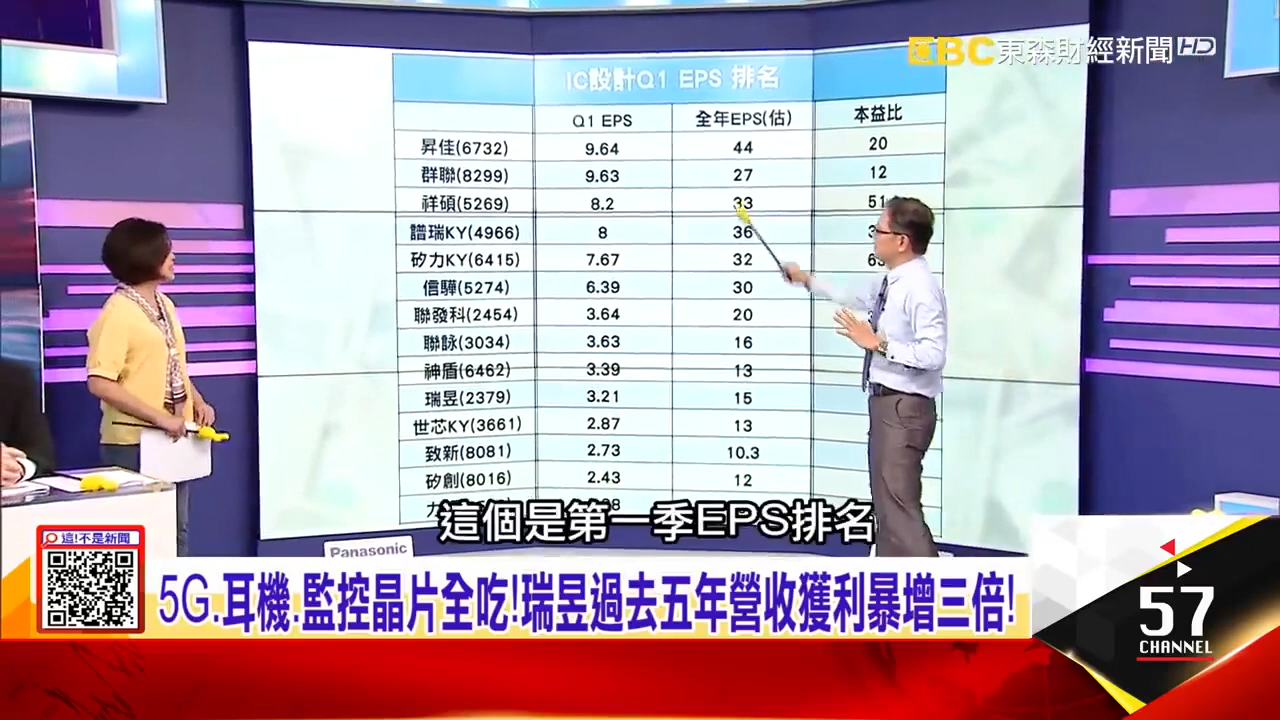 EBC 東森財經新聞 HD
IC設計Q1 EPS 排名
Q1 EPS 全年EPS(估) 本益比
昇佳(6732) 9.64 44 20
群聯(8299) 9.63 27 12
祥碩(5269) 8.2 33 51
譜瑞KY(4966) 8 36
矽力KY(6415) 7.67 32
信驊(5274) 6.39 30
聯發科(2454) 3.64 20
聯詠(3034) 3.63 16
神盾(6462) 3.39 13
瑞昱(2379) 3.21 15
世芯KY(3661) 2.87 13
致新(8081) 2.73 10.3
矽創(8016) 2.43 12
這個是第一季EPS排名
Panasonic
這!不是新聞
5G.耳機.監控晶片全吃!瑞昱過去五年營收獲利暴增三倍!
57
CHANNEL